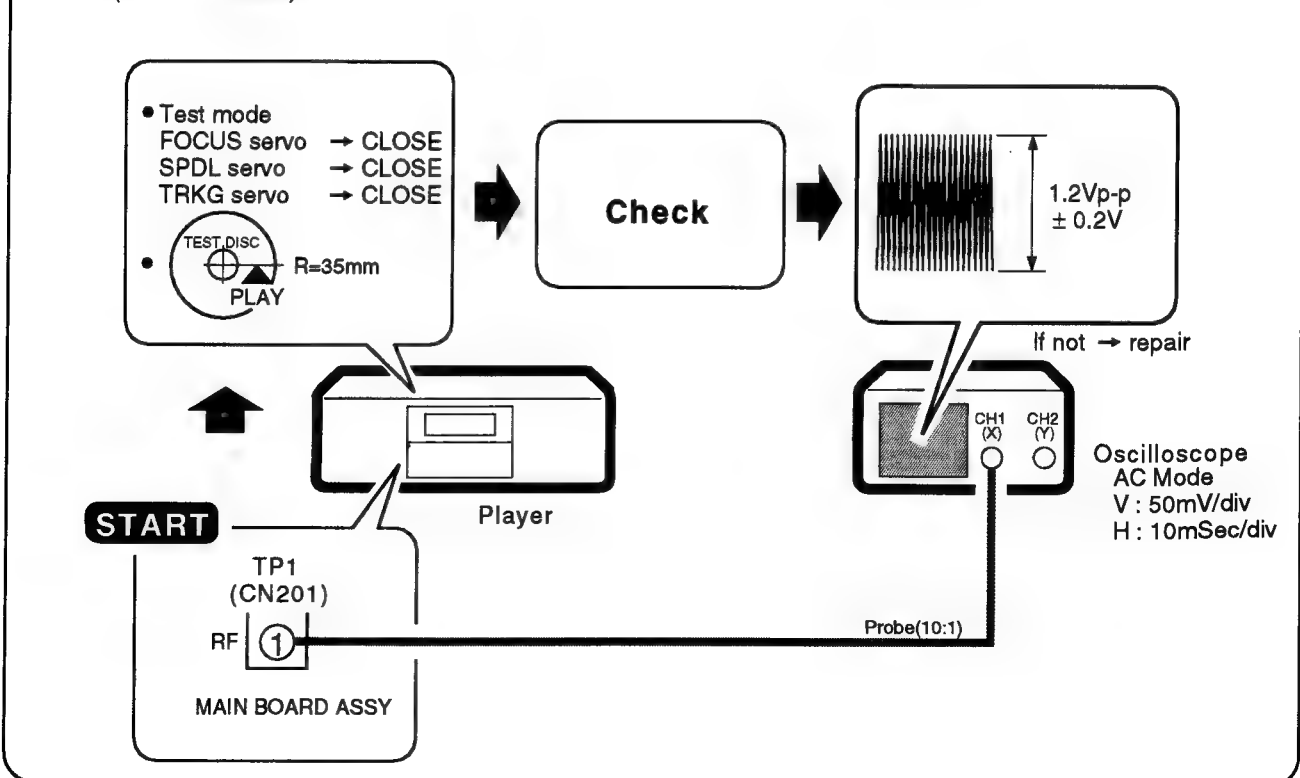 • Test mode
FOCUS servo → CLOSE
SPDL servo → CLOSE
TRKG servo → CLOSE
TEST DISC
• R=35mm
PLAY
Check
1.2Vp-p
± 0.2V
If not → repair
CH1
(X)
CH2
(Y)
Oscilloscope
AC Mode
V : 50mV/div
H : 10mSec/div
Player
START
TP1
(CN201)
RF ①
Probe(10:1)
MAIN BOARD ASSY